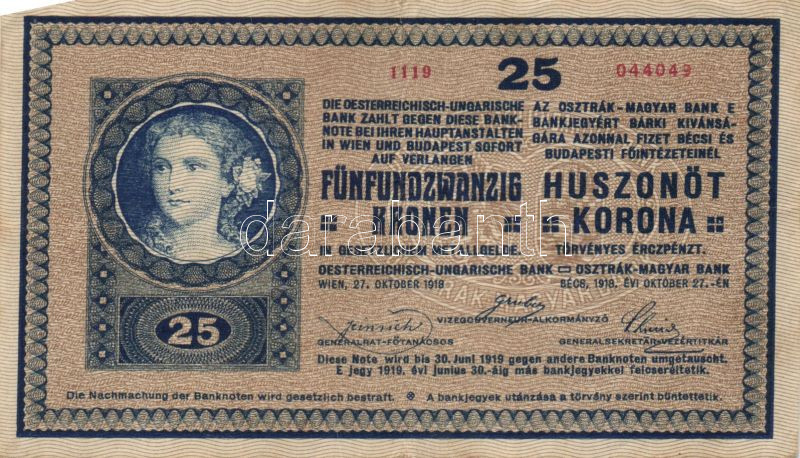 1119 25 044049
DIE OESTERREICHISCH-UNGARISCHE
BANK ZAHLT GEGEN DIESE BANK-
NOTE BEI IHREN HAUPTANSTALTEN
IN WIEN UND BUDAPEST SOFORT
AUF VERLANGEN
FÜNFUNDZWANZIG
KRONEN
IN GESETZLICHEM METALLGELDE.
AZ OSZTRÁK-MAGYAR BANK E
BANKJEGYÉRT BÁRKI KIVÁNSÁ-
GÁRA AZONNAL FIZET BÉCSI ÉS
BUDAPESTI FŐINTÉZETEINÉL
HUSZONÖT
KORONA
TÖRVÉNYES ÉRCZPÉNZT.
darabanth
OESTERREICHISCH-UNGARISCHE BANK OSZTRÁK-MAGYAR BANK
WIEN, 27. OKTOBER 1918 BÉCS, 1918. ÉVI OKTÓBER 27.-ÉN
VIZEGOUVERNEUR-ALKORMÁNYZÓ
GENERALRAT-FŐTANÁCSOS GENERALSEKRETÄR-VEZÉRTITKÁR
25
Diese Note wird bis 30. Juni 1919 gegen andere Banknoten umgetauscht.
E jegy 1919. évi junius 30.-áig más bankjegyekkel felcseréltetik.
Die Nachmachung der Banknoten wird gesetzlich bestraft. A bankjegyek utánzása a törvény szerint büntettetik.